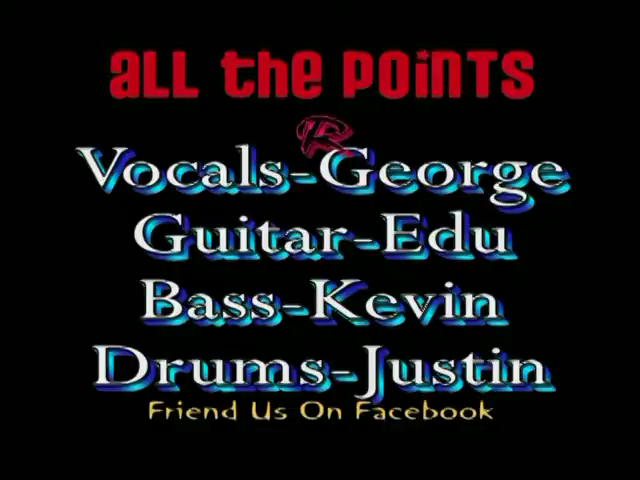 all the points
R
Vocals-George
Guitar-Edu
Bass-Kevin
Drums-Justin
Friend Us On Facebook